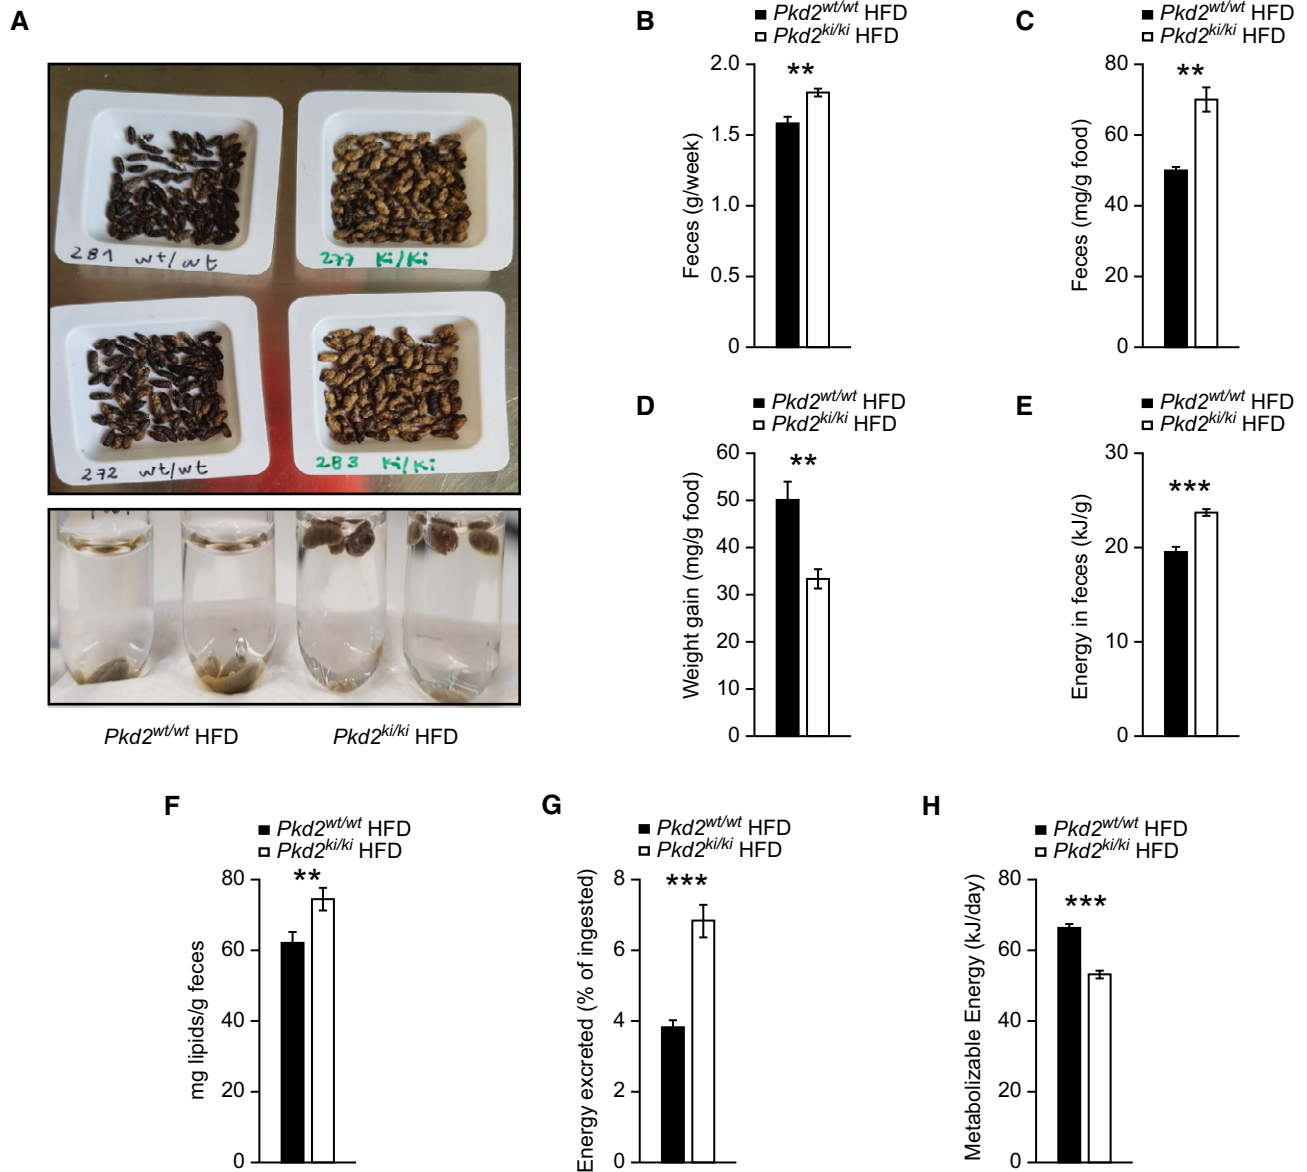 A
281 wt/wt
277 Ki/Ki
272 wt/wt
283 Ki/Ki
Pkd2wt/wt HFD
Pkd2ki/ki HFD
B
Pkd2wt/wt HFD
Pkd2ki/ki HFD
Feces (g/week)
2.0
1.5
1.0
0.5
0
**
C
Pkd2wt/wt HFD
Pkd2ki/ki HFD
Feces (mg/g food)
80
60
40
20
0
**
D
Pkd2wt/wt HFD
Pkd2ki/ki HFD
Weight gain (mg/g food)
60
50
40
30
20
10
0
**
E
Pkd2wt/wt HFD
Pkd2ki/ki HFD
Energy in feces (kJ/g)
30
20
10
0
***
F
Pkd2wt/wt HFD
Pkd2ki/ki HFD
mg lipids/g feces
80
60
40
20
0
**
G
Pkd2wt/wt HFD
Pkd2ki/ki HFD
Energy excreted (% of ingested)
8
6
4
2
0
***
H
Pkd2wt/wt HFD
Pkd2ki/ki HFD
Metabolizable Energy (kJ/day)
80
60
40
20
0
***